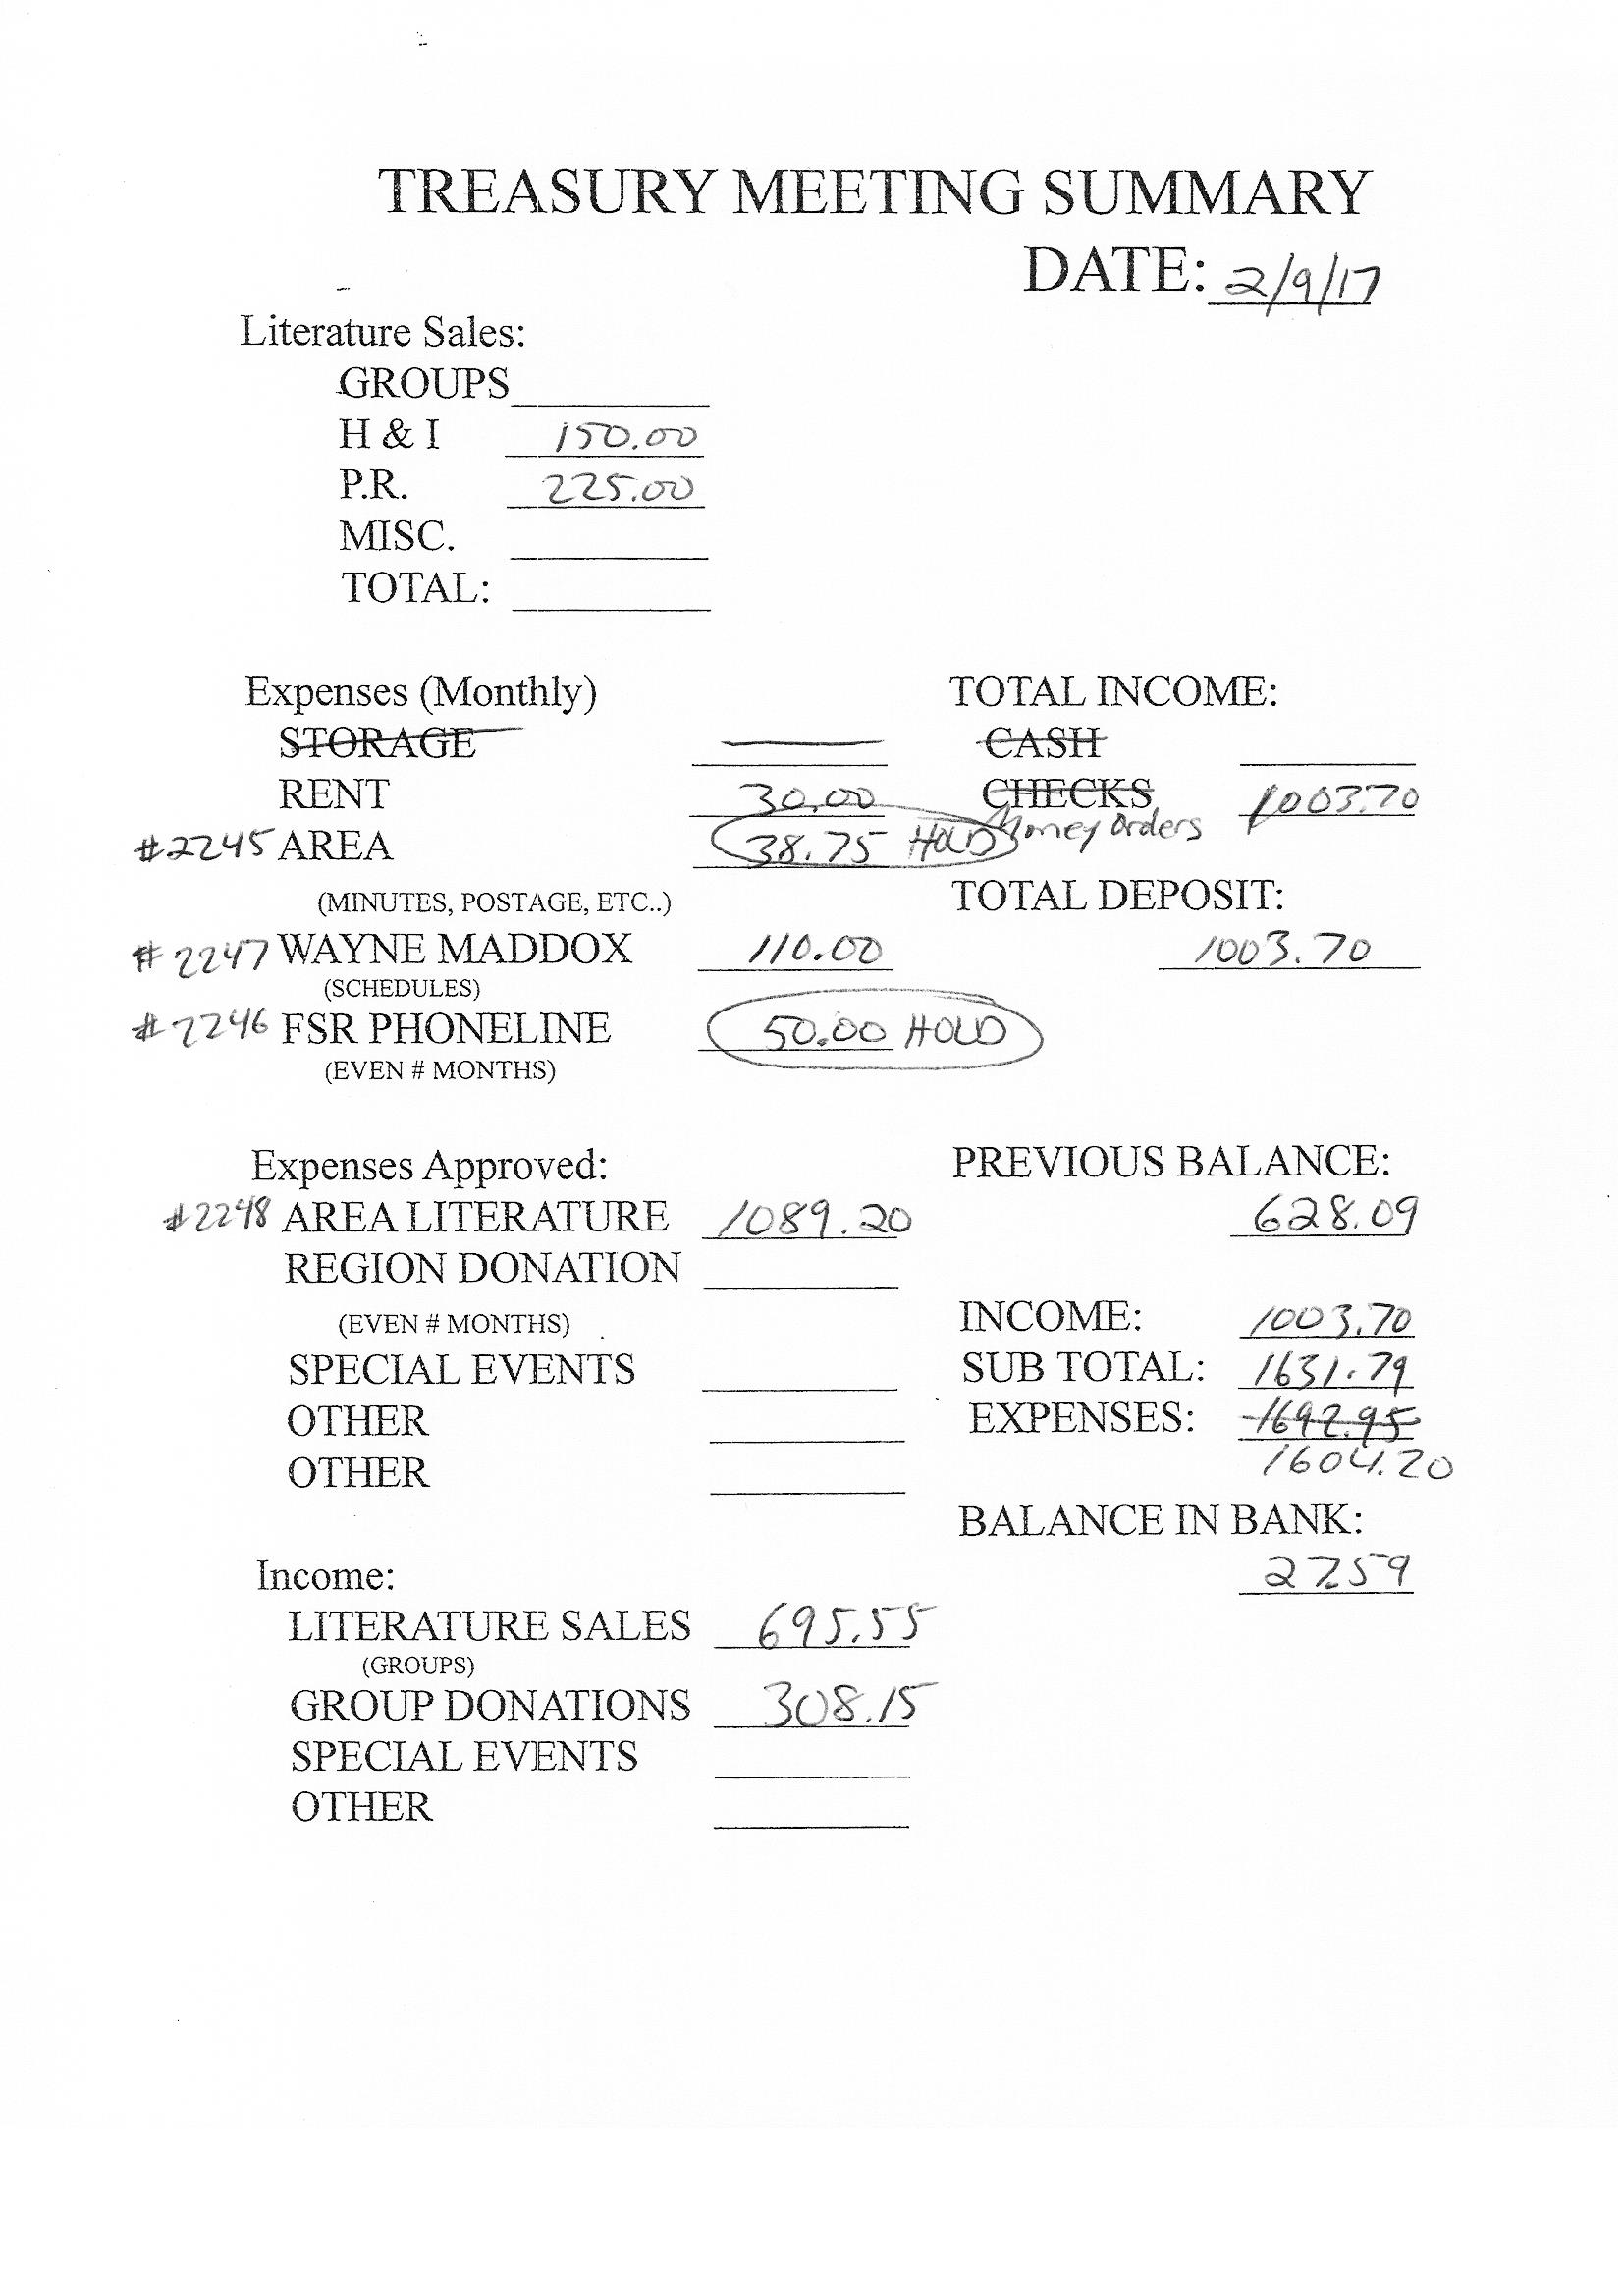 TREASURY MEETING SUMMARY
DATE: 2/9/17
Literature Sales:
GROUPS
H & I 150.00
P.R. 225.00
MISC.
TOTAL:
Expenses (Monthly)
STORAGE
RENT 30.00
#2245 AREA 38.75 HOLD
(MINUTES, POSTAGE, ETC..)
#2247 WAYNE MADDOX 110.00
(SCHEDULES)
#2246 FSR PHONELINE 50.00 HOLD
(EVEN # MONTHS)
TOTAL INCOME:
CASH
CHECKS 1003.70
Money Orders
TOTAL DEPOSIT:
1003.70
Expenses Approved:
#2248 AREA LITERATURE 1089.20
REGION DONATION
(EVEN # MONTHS)
SPECIAL EVENTS
OTHER
OTHER
PREVIOUS BALANCE:
628.09
INCOME: 1003.70
SUB TOTAL: 1631.79
EXPENSES: 1692.95
1604.20
BALANCE IN BANK:
27.59
Income:
LITERATURE SALES 695.55
(GROUPS)
GROUP DONATIONS 308.15
SPECIAL EVENTS
OTHER